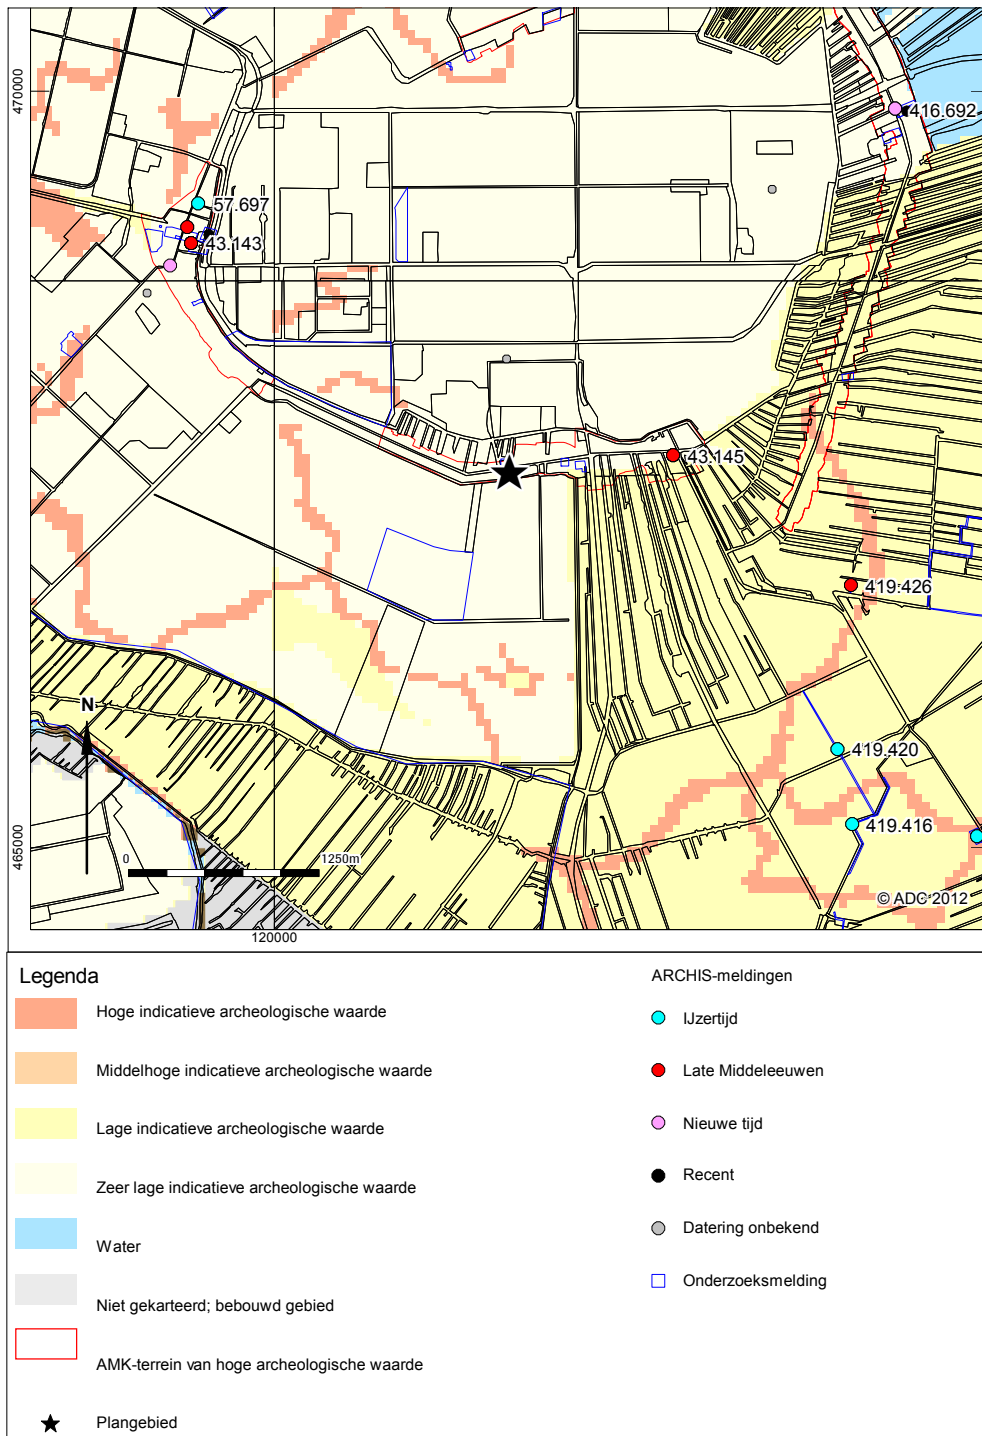 470000
416.692
57.697
43.143
43.145
419.426
N
419.420
419.416
465000
0 1250m
© ADC 2012
120000
Legenda
Hoge indicatieve archeologische waarde
Middelhoge indicatieve archeologische waarde
Lage indicatieve archeologische waarde
Zeer lage indicatieve archeologische waarde
Water
Niet gekarteerd; bebouwd gebied
AMK-terrein van hoge archeologische waarde
Plangebied
ARCHIS-meldingen
IJzertijd
Late Middeleeuwen
Nieuwe tijd
Recent
Datering onbekend
Onderzoeksmelding